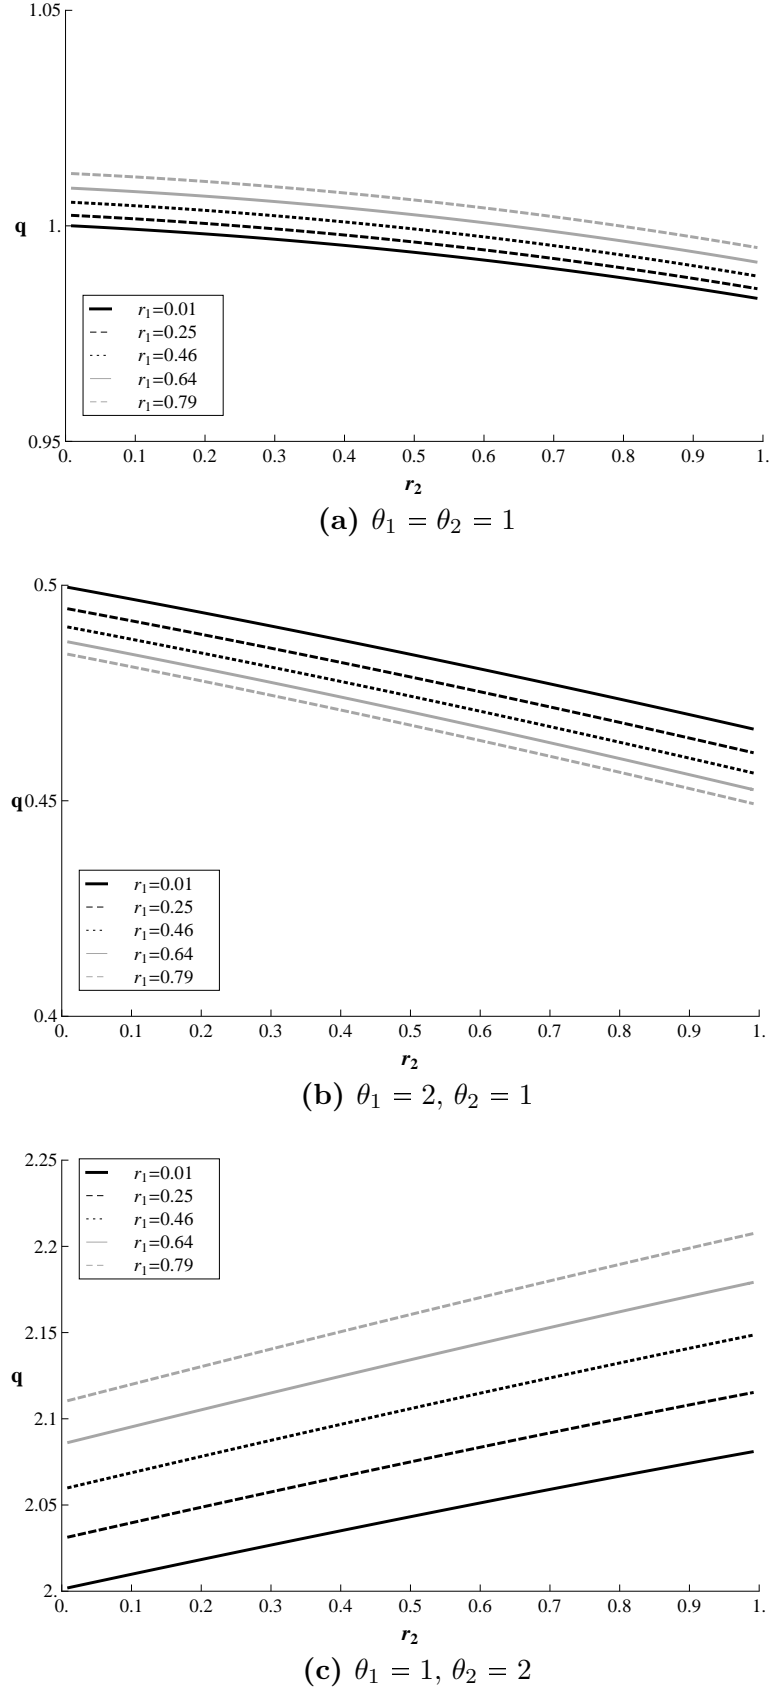 1.05
q
1.
0.95
r₁=0.01
r₁=0.25
r₁=0.46
r₁=0.64
r₁=0.79
0. 0.1 0.2 0.3 0.4 0.5 0.6 0.7 0.8 0.9 1.
r₂
(a) θ₁ = θ₂ = 1
0.5
q 0.45
0.4
r₁=0.01
r₁=0.25
r₁=0.46
r₁=0.64
r₁=0.79
0. 0.1 0.2 0.3 0.4 0.5 0.6 0.7 0.8 0.9 1.
r₂
(b) θ₁ = 2, θ₂ = 1
2.25
r₁=0.01
r₁=0.25
r₁=0.46
r₁=0.64
r₁=0.79
2.2
2.15
q
2.1
2.05
2.
0. 0.1 0.2 0.3 0.4 0.5 0.6 0.7 0.8 0.9 1.
r₂
(c) θ₁ = 1, θ₂ = 2